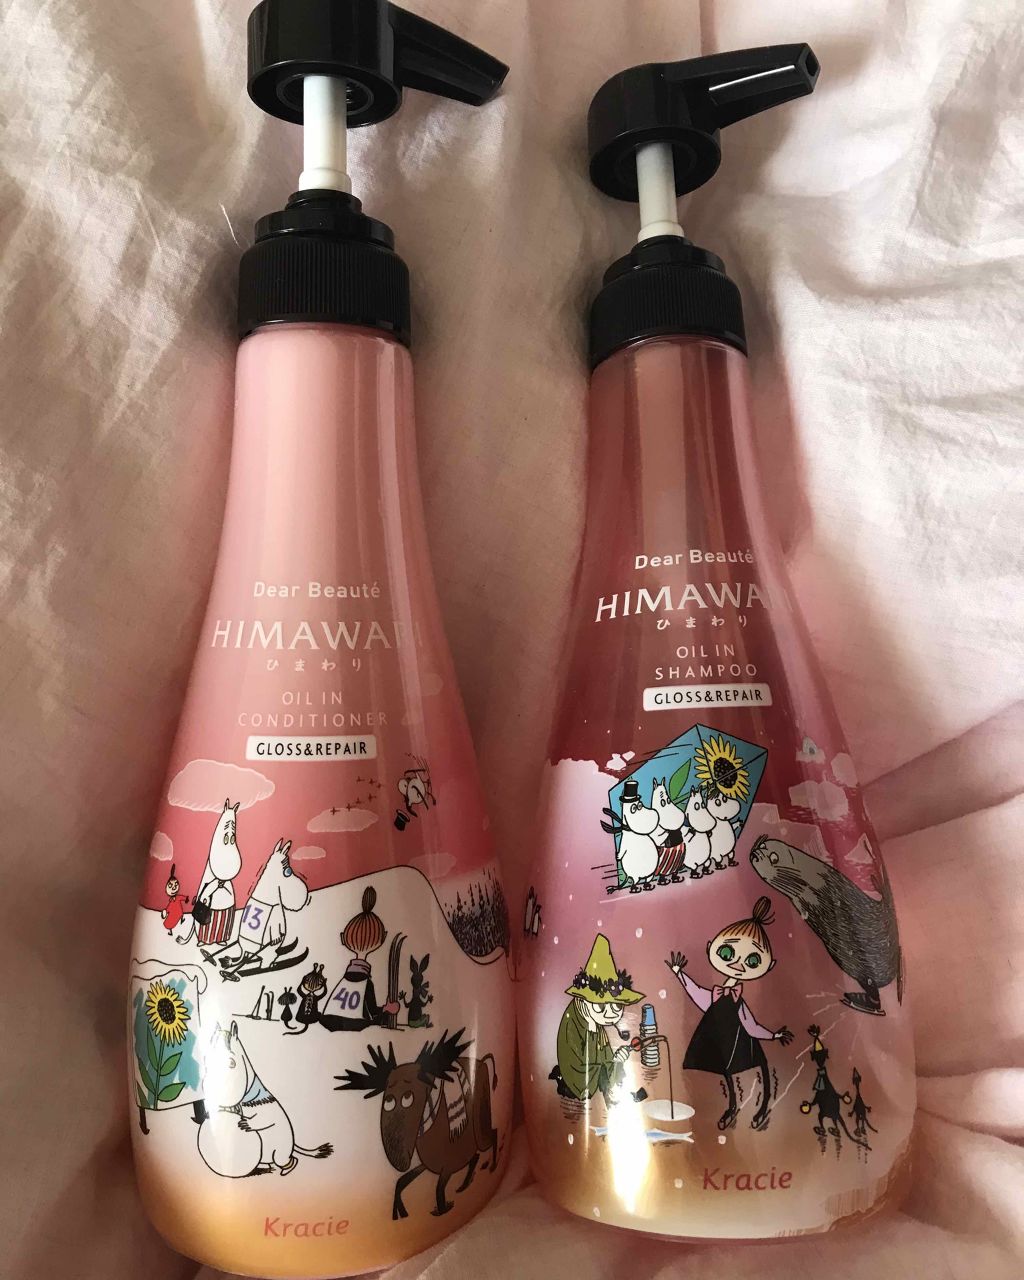 Dear Beauté
HIMAWARI
ひまわり
OIL IN
CONDITIONER
GLOSS&REPAIR
13
40
Kracie
Dear Beauté
HIMAWARI
ひまわり
OIL IN
SHAMPOO
GLOSS&REPAIR
Kracie